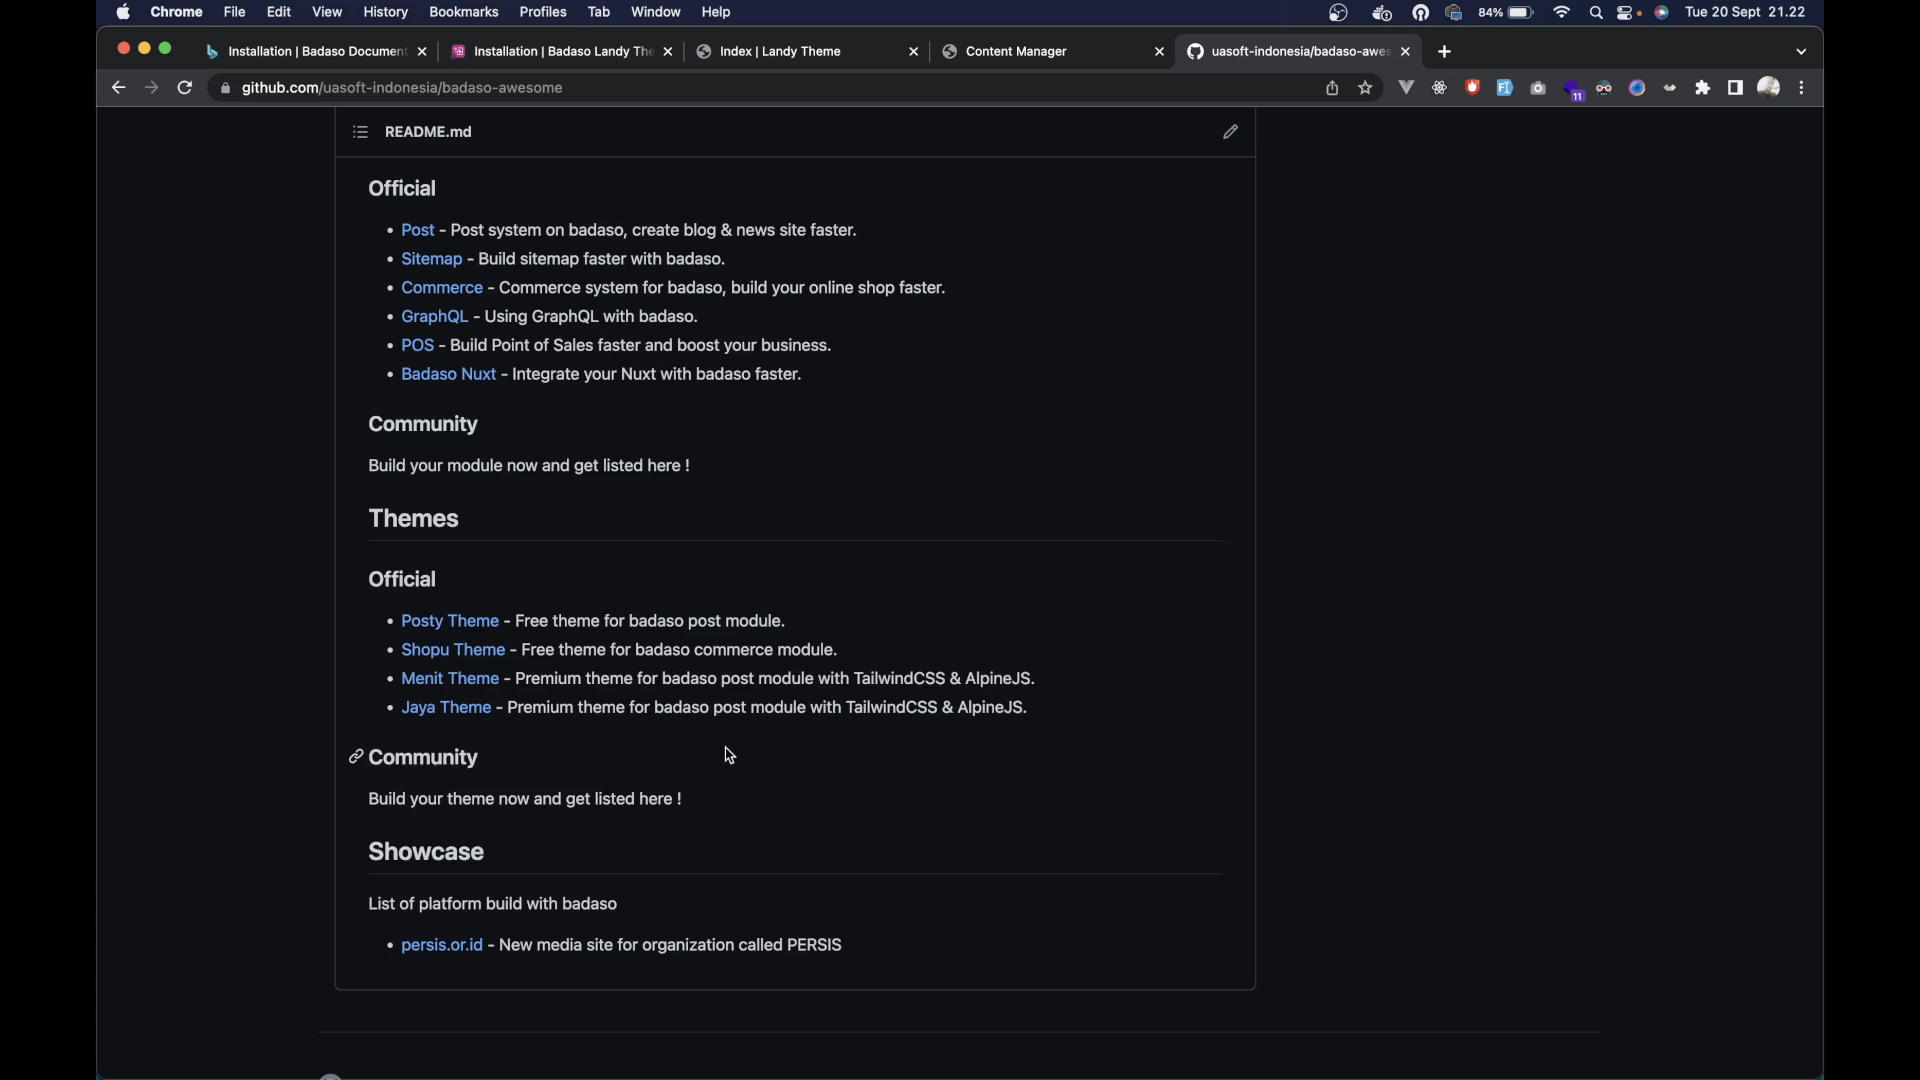 Chrome File Edit View History Bookmarks Profiles Tab Window Help 84% Tue 20 Sept 21.22
Installation | Badaso Document Installation | Badaso Landy The Index | Landy Theme Content Manager uasoft-indonesia/badaso-awes
github.com/uasoft-indonesia/badaso-awesome 11
README.md
Official
• Post - Post system on badaso, create blog & news site faster.
• Sitemap - Build sitemap faster with badaso.
• Commerce - Commerce system for badaso, build your online shop faster.
• GraphQL - Using GraphQL with badaso.
• POS - Build Point of Sales faster and boost your business.
• Badaso Nuxt - Integrate your Nuxt with badaso faster.
Community
Build your module now and get listed here !
Themes
Official
• Posty Theme - Free theme for badaso post module.
• Shopu Theme - Free theme for badaso commerce module.
• Menit Theme - Premium theme for badaso post module with TailwindCSS & AlpineJS.
• Jaya Theme - Premium theme for badaso post module with TailwindCSS & AlpineJS.
Community
Build your theme now and get listed here !
Showcase
List of platform build with badaso
• persis.or.id - New media site for organization called PERSIS